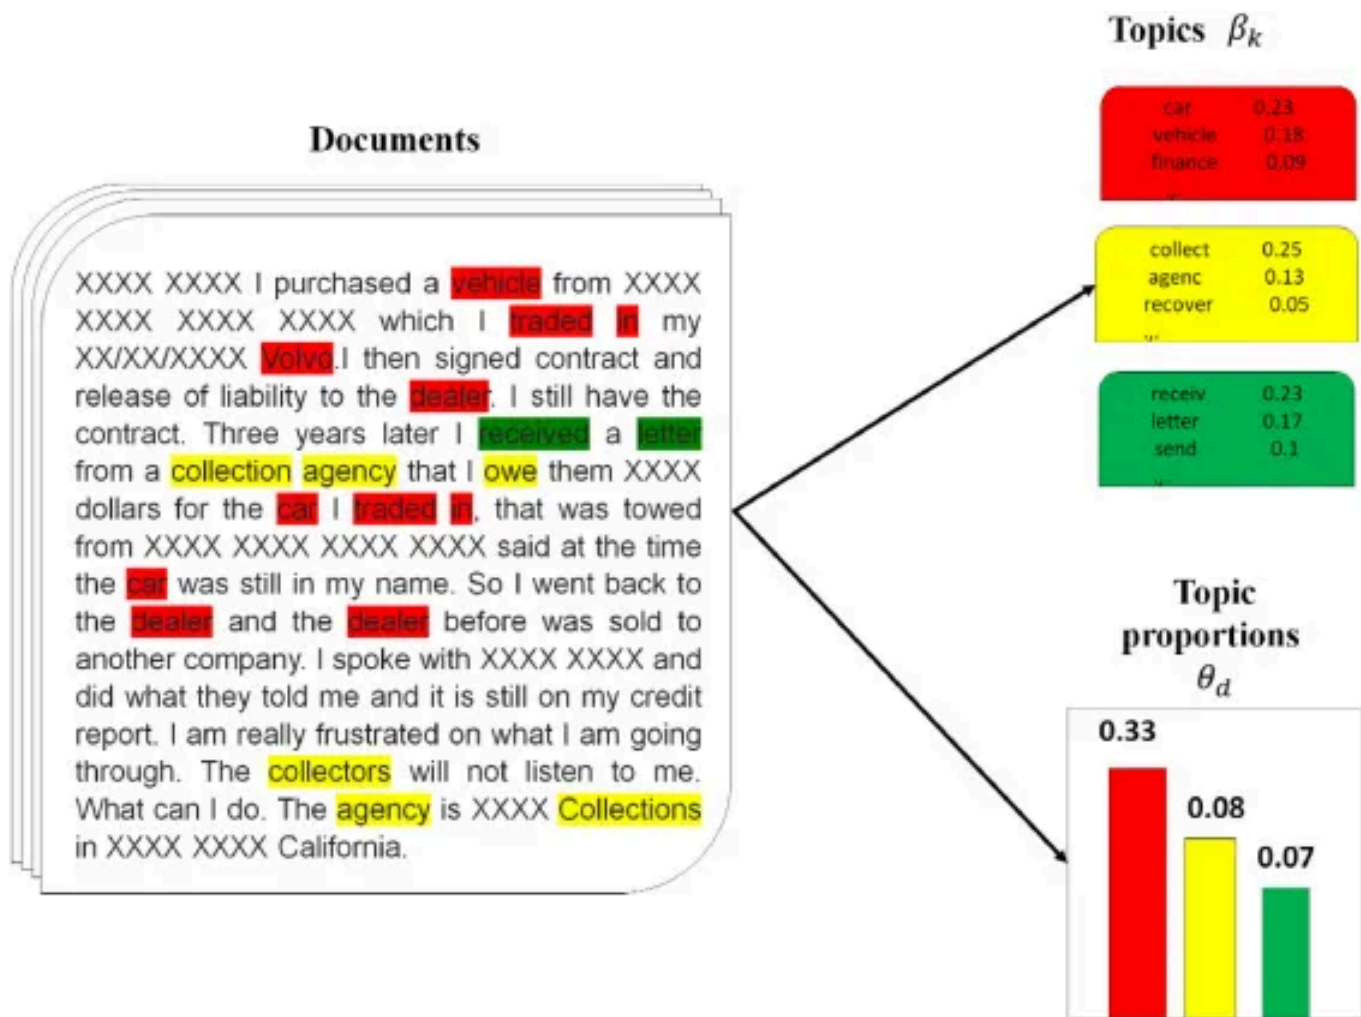 Documents
XXXX XXXX I purchased a vehicle from XXXX
XXXX XXXX XXXX which I traded in my
XX/XX/XXXX Volvo.I then signed contract and
release of liability to the dealer. I still have the
contract. Three years later I received a letter
from a collection agency that I owe them XXXX
dollars for the car I traded in, that was towed
from XXXX XXXX XXXX XXXX said at the time
the car was still in my name. So I went back to
the dealer and the dealer before was sold to
another company. I spoke with XXXX XXXX and
did what they told me and it is still on my credit
report. I am really frustrated on what I am going
through. The collectors will not listen to me.
What can I do. The agency is XXXX Collections
in XXXX XXXX California.
Topics βk
car 0.23
vehicle 0.18
finance 0.09
collect 0.25
agenc 0.13
recover 0.05
receiv 0.23
letter 0.17
send 0.1
Topic
proportions
θd
0.33
0.08
0.07